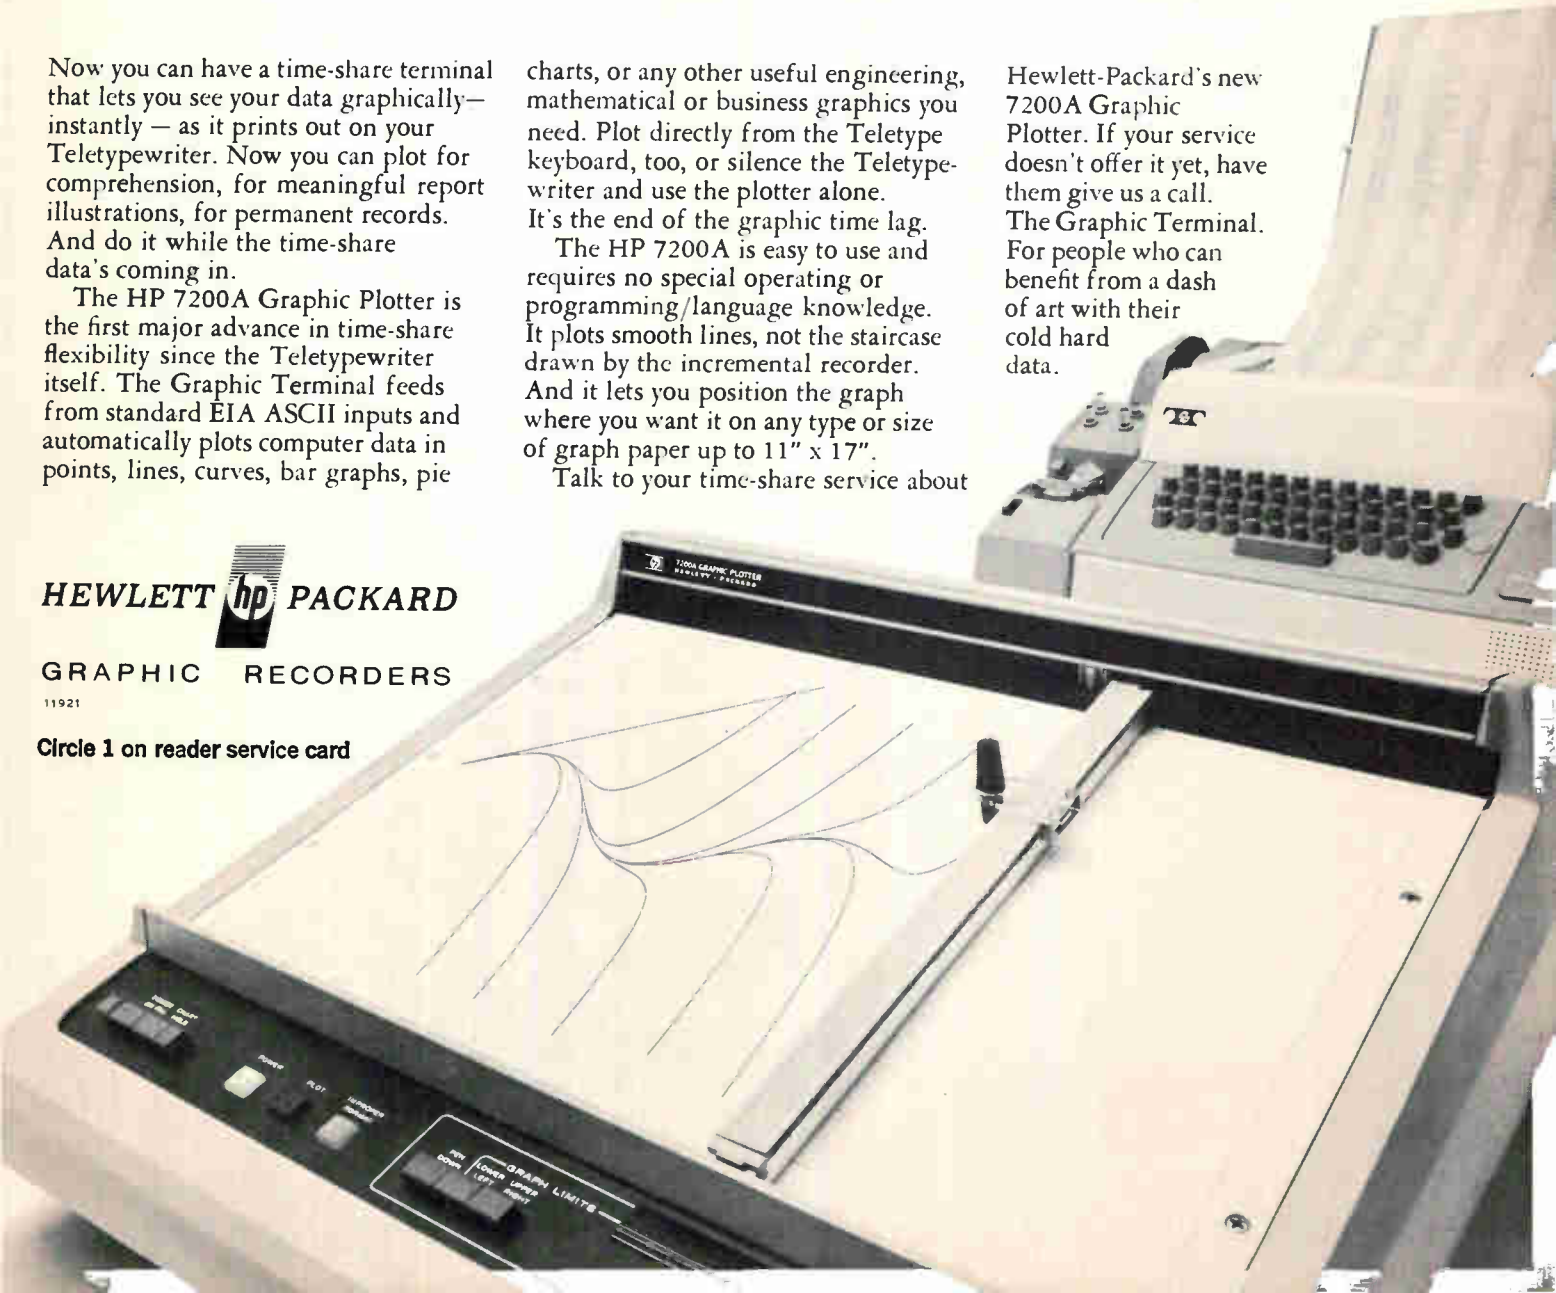 Now you can have a time-share terminal
that lets you see your data graphically—
instantly — as it prints out on your
Teletypewriter. Now you can plot for
comprehension, for meaningful report
illustrations, for permanent records.
And do it while the time-share
data's coming in.
The HP 7200A Graphic Plotter is
the first major advance in time-share
flexibility since the Teletypewriter
itself. The Graphic Terminal feeds
from standard EIA ASCII inputs and
automatically plots computer data in
points, lines, curves, bar graphs, pie
charts, or any other useful engineering,
mathematical or business graphics you
need. Plot directly from the Teletype
keyboard, too, or silence the Teletype-
writer and use the plotter alone.
It's the end of the graphic time lag.
The HP 7200A is easy to use and
requires no special operating or
programming/language knowledge.
It plots smooth lines, not the staircase
drawn by the incremental recorder.
And it lets you position the graph
where you want it on any type or size
of graph paper up to 11" x 17".
Talk to your time-share service about
Hewlett-Packard's new
7200A Graphic
Plotter. If your service
doesn't offer it yet, have
them give us a call.
The Graphic Terminal.
For people who can
benefit from a dash
of art with their
cold hard
data.
HEWLETT hp PACKARD
GRAPHIC RECORDERS
11921
Circle 1 on reader service card
hp 7200A GRAPHIC PLOTTER
HEWLETT · PACKARD
POWER CHART
HOLD
POWER
PLOT
IMPROPER
FORMAT
GRAPH LIMITS
PEN LOWER UPPER
DOWN LEFT RIGHT